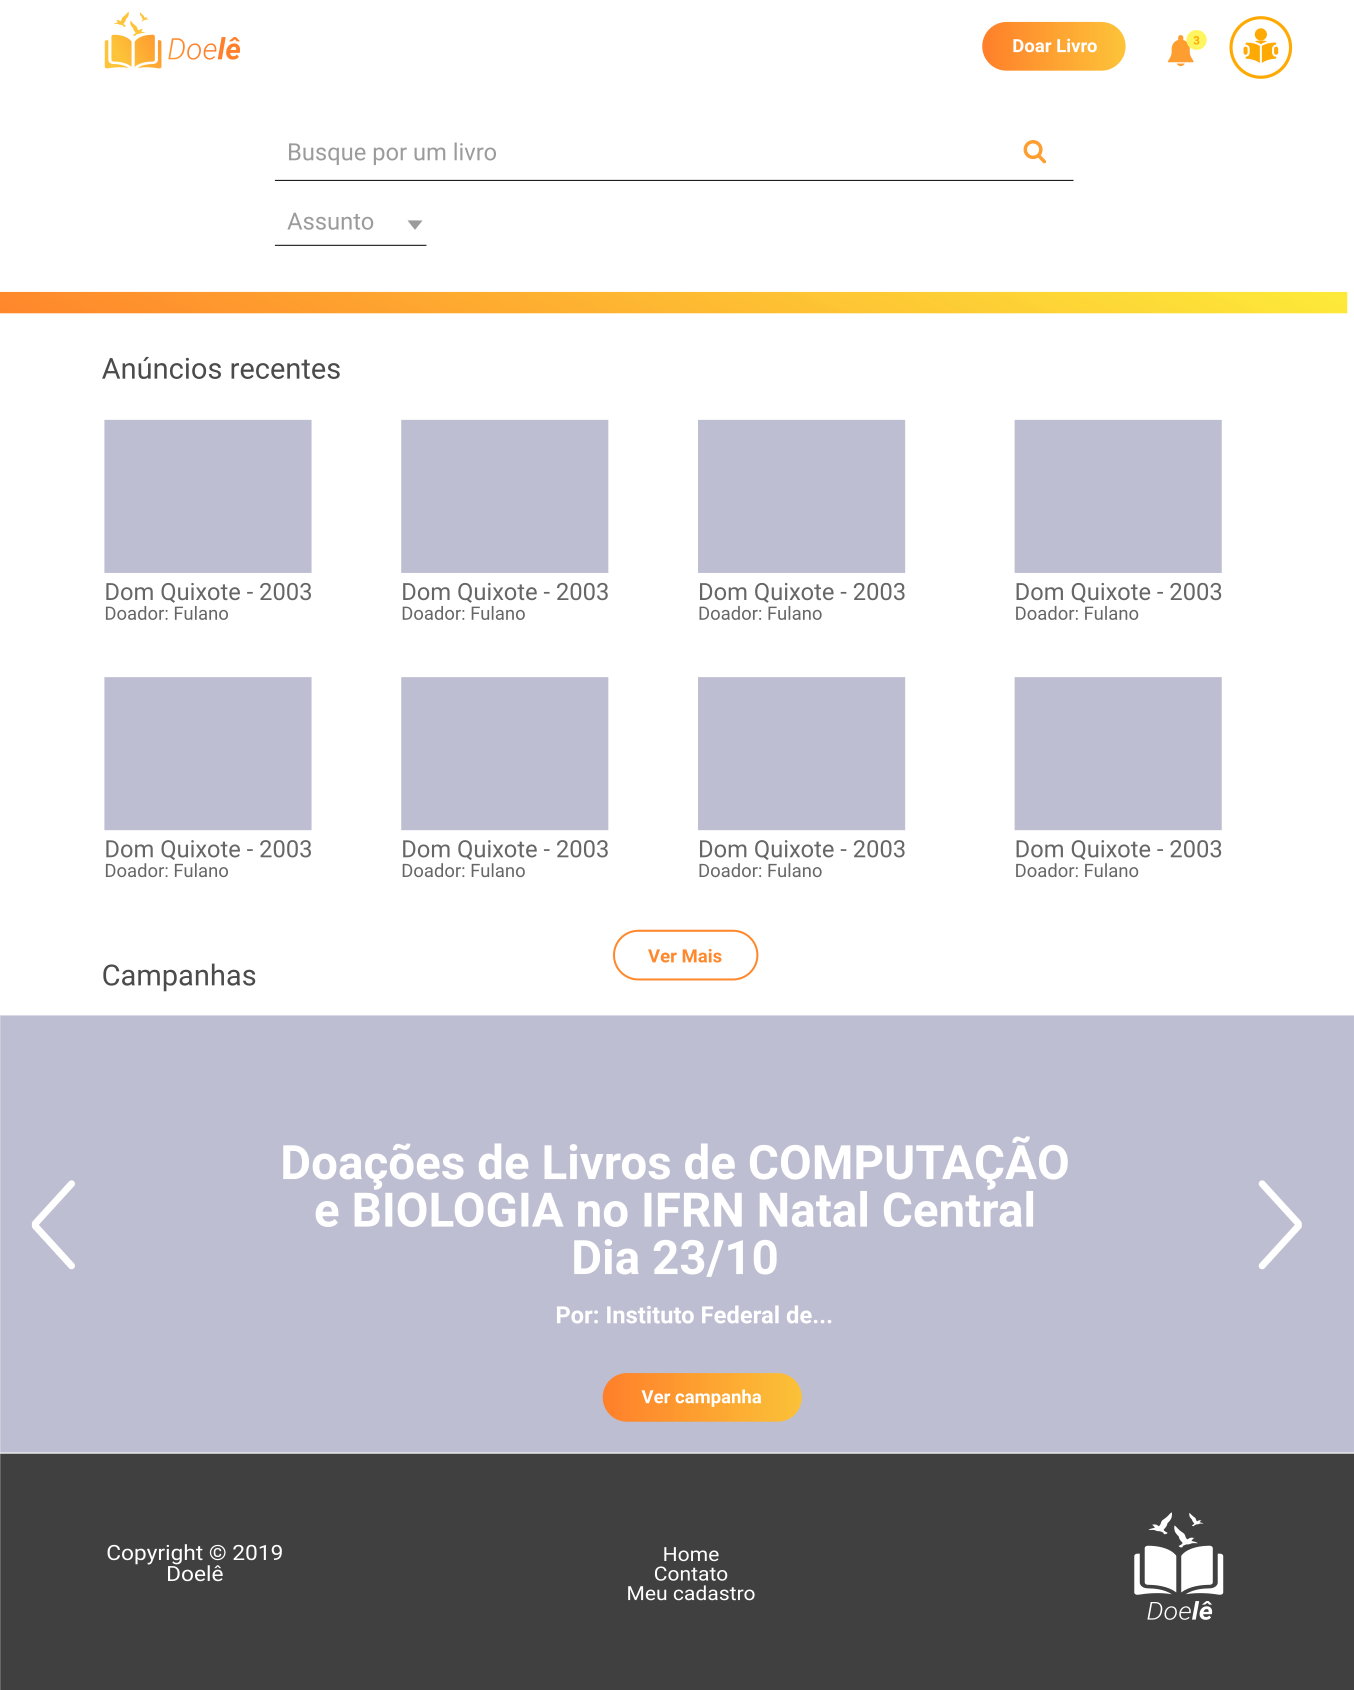 Doelê
Doar Livro
3
Busque por um livro
Assunto
Anúncios recentes
Dom Quixote - 2003
Doador: Fulano
Dom Quixote - 2003
Doador: Fulano
Dom Quixote - 2003
Doador: Fulano
Dom Quixote - 2003
Doador: Fulano
Dom Quixote - 2003
Doador: Fulano
Dom Quixote - 2003
Doador: Fulano
Dom Quixote - 2003
Doador: Fulano
Dom Quixote - 2003
Doador: Fulano
Ver Mais
Campanhas
Doações de Livros de COMPUTAÇÃO
e BIOLOGIA no IFRN Natal Central
Dia 23/10
Por: Instituto Federal de...
Ver campanha
Copyright © 2019
Doelê
Home
Contato
Meu cadastro
Doelê